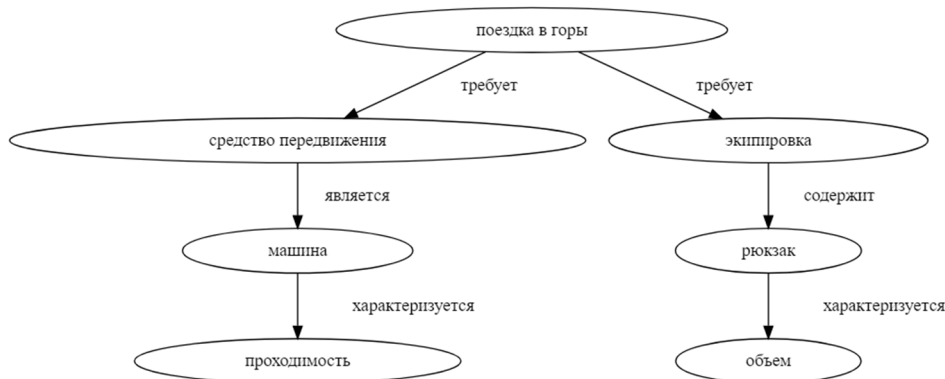 поездка в горы
требует
требует
средство передвижения
экипировка
является
содержит
машина
рюкзак
характеризуется
характеризуется
проходимость
объем